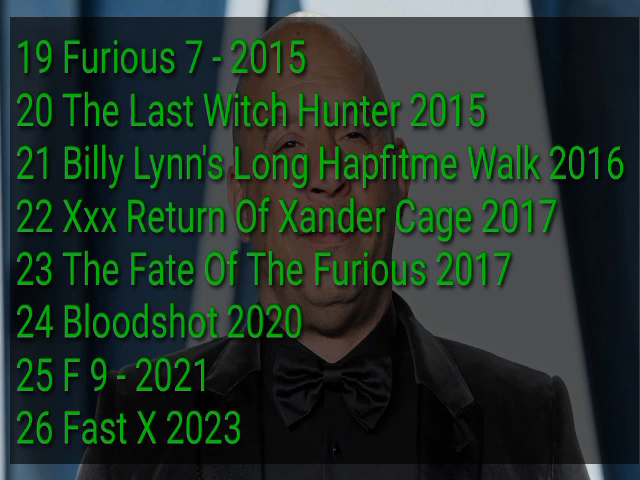 19 Furious 7 - 2015
20 The Last Witch Hunter 2015
21 Billy Lynn's Long Hapfitme Walk 2016
22 Xxx Return Of Xander Cage 2017
23 The Fate Of The Furious 2017
24 Bloodshot 2020
25 F 9 - 2021
26 Fast X 2023